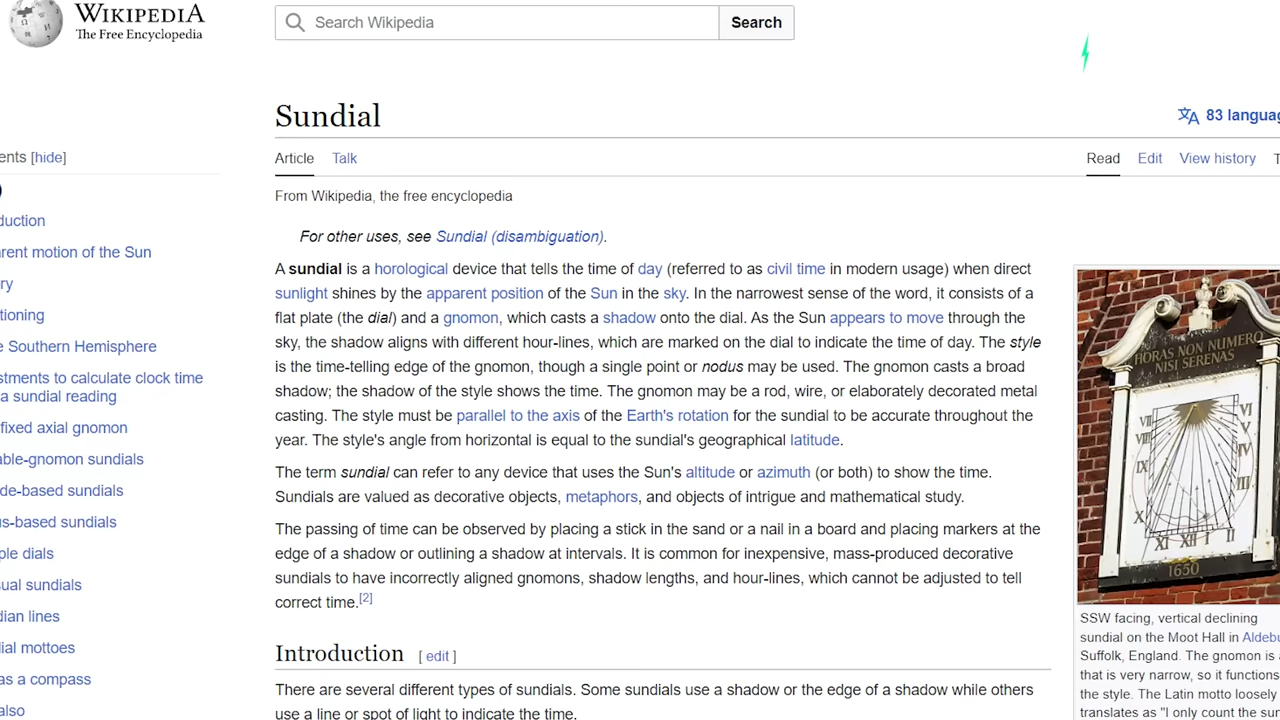 WIKIPEDIA
The Free Encyclopedia
Search Wikipedia
Search
Sundial
83 langua
Article Talk
Read Edit View history
From Wikipedia, the free encyclopedia
For other uses, see Sundial (disambiguation).
A sundial is a horological device that tells the time of day (referred to as civil time in modern usage) when direct
sunlight shines by the apparent position of the Sun in the sky. In the narrowest sense of the word, it consists of a
flat plate (the dial) and a gnomon, which casts a shadow onto the dial. As the Sun appears to move through the
sky, the shadow aligns with different hour-lines, which are marked on the dial to indicate the time of day. The style
is the time-telling edge of the gnomon, though a single point or nodus may be used. The gnomon casts a broad
shadow; the shadow of the style shows the time. The gnomon may be a rod, wire, or elaborately decorated metal
casting. The style must be parallel to the axis of the Earth's rotation for the sundial to be accurate throughout the
year. The style's angle from horizontal is equal to the sundial's geographical latitude.
The term sundial can refer to any device that uses the Sun's altitude or azimuth (or both) to show the time.
Sundials are valued as decorative objects, metaphors, and objects of intrigue and mathematical study.
The passing of time can be observed by placing a stick in the sand or a nail in a board and placing markers at the
edge of a shadow or outlining a shadow at intervals. It is common for inexpensive, mass-produced decorative
sundials to have incorrectly aligned gnomons, shadow lengths, and hour-lines, which cannot be adjusted to tell
correct time.[2]
Introduction [ edit ]
There are several different types of sundials. Some sundials use a shadow or the edge of a shadow while others
use a line or spot of light to indicate the time.
ents [hide]
duction
rent motion of the Sun
ry
tioning
e Southern Hemisphere
stments to calculate clock time
a sundial reading
fixed axial gnomon
able-gnomon sundials
de-based sundials
us-based sundials
ple dials
sual sundials
dian lines
ial mottoes
as a compass
also
HORAS NON NUMERO
NISI SERENAS
VII VI
VIII V
IX IV
III
X
XI XII I II
1650
SSW facing, vertical declining
sundial on the Moot Hall in Aldebu
Suffolk, England. The gnomon is a
that is very narrow, so it functions
the style. The Latin motto loosely
translates as "I only count the sun